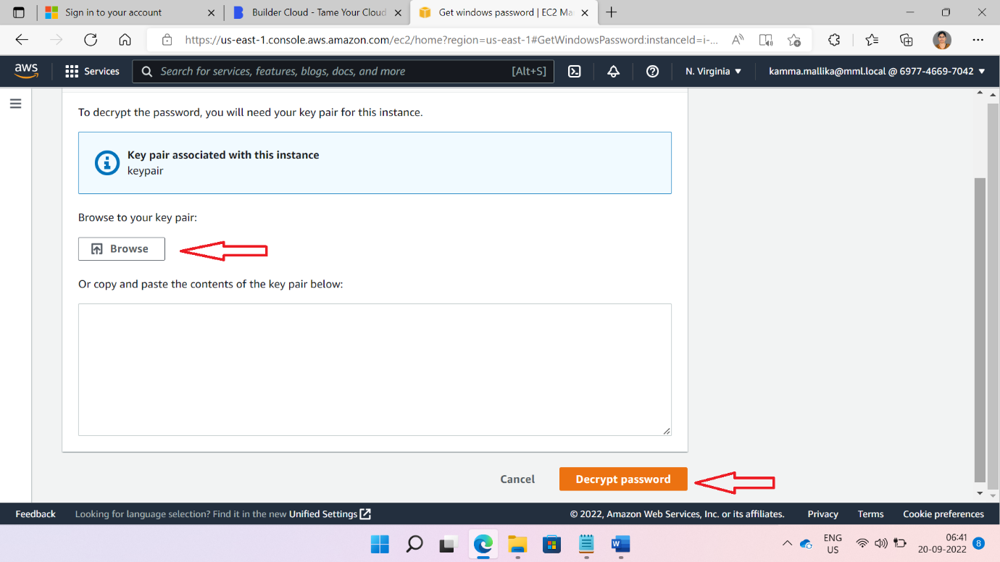 Sign in to your account
Builder Cloud - Tame Your Cloud
Get windows password | EC2 Ma
https://us-east-1.console.aws.amazon.com/ec2/home?region=us-east-1#GetWindowsPassword:instanceId=i-...
aws
Services
Search for services, features, blogs, docs, and more
[Alt+S]
N. Virginia
kamma.mallika@mml.local @ 6977-4669-7042
To decrypt the password, you will need your key pair for this instance.
Key pair associated with this instance
keypair
Browse to your key pair:
Browse
Or copy and paste the contents of the key pair below:
Cancel
Decrypt password
Feedback
Looking for language selection? Find it in the new Unified Settings
© 2022, Amazon Web Services, Inc. or its affiliates.
Privacy
Terms
Cookie preferences
ENG
US
06:41
20-09-2022
8